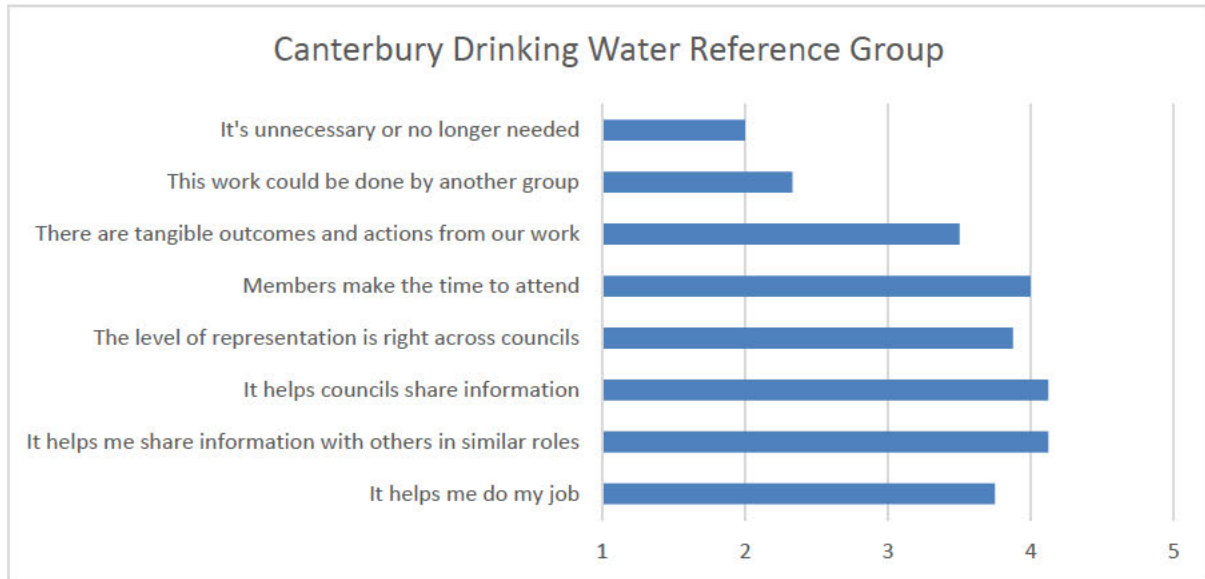 Canterbury Drinking Water Reference Group
It's unnecessary or no longer needed
This work could be done by another group
There are tangible outcomes and actions from our work
Members make the time to attend
The level of representation is right across councils
It helps councils share information
It helps me share information with others in similar roles
It helps me do my job
1 2 3 4 5